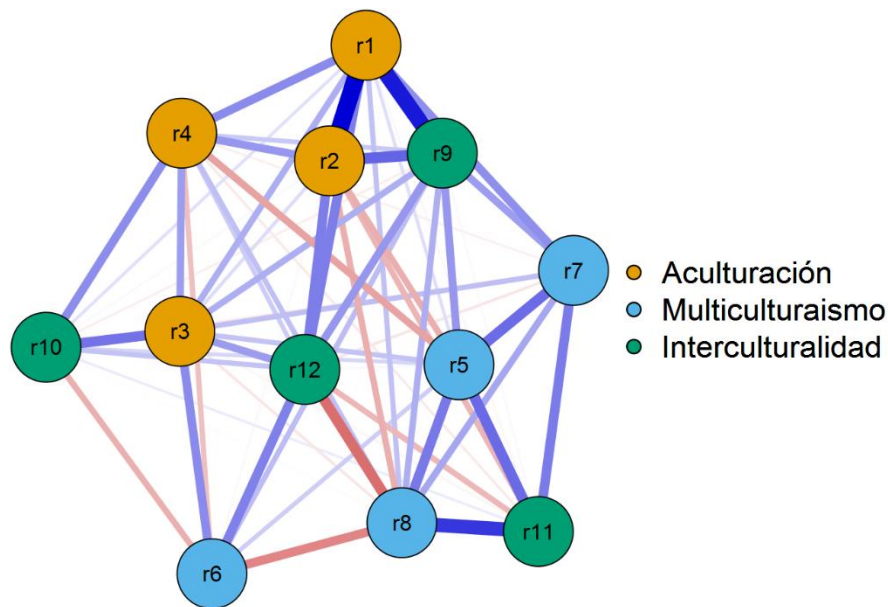 r1
r4
r2
r9
r7
r3
r10
r12
r5
r8
r11
r6
Aculturación
Multiculturaismo
Interculturalidad